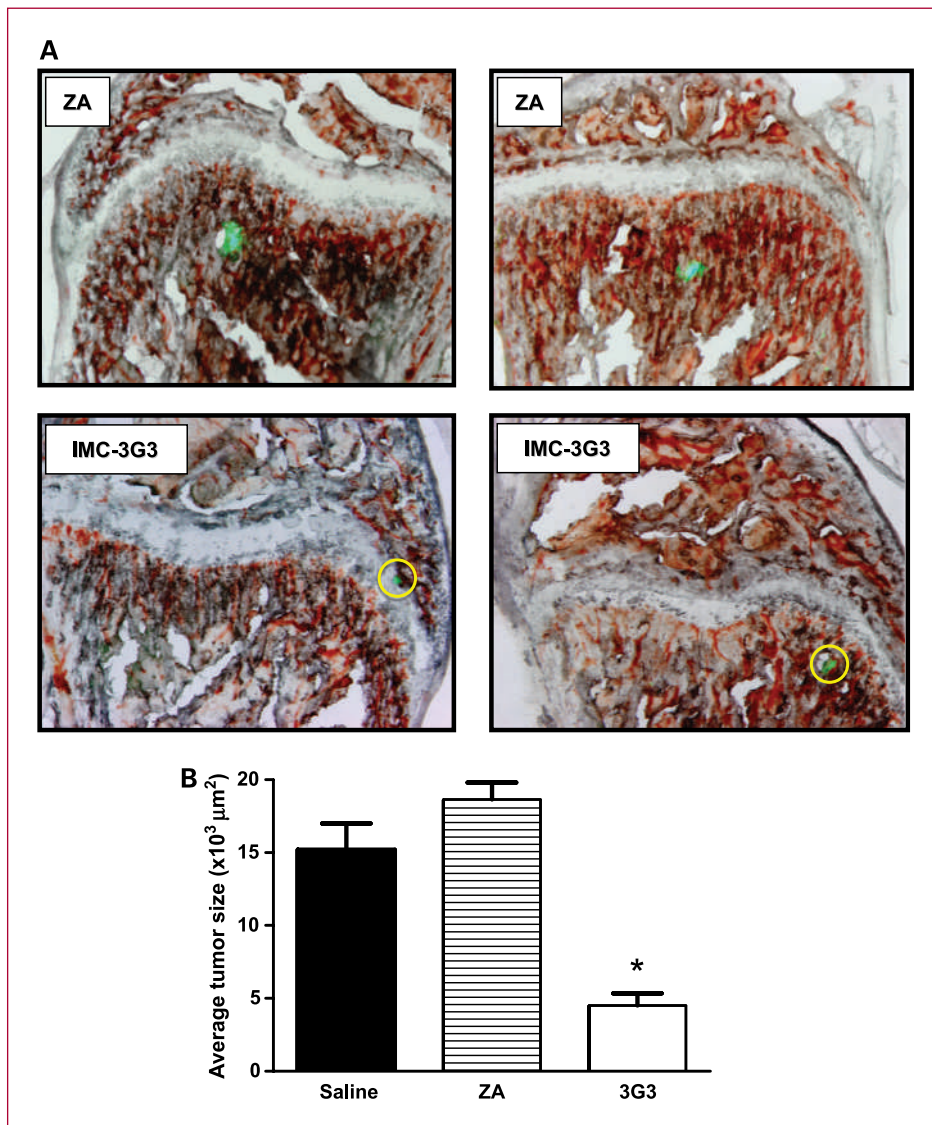 A
ZA
ZA
IMC-3G3
IMC-3G3
B
Average tumor size (x10³ µm²)
20
15
10
5
0
*
Saline ZA 3G3